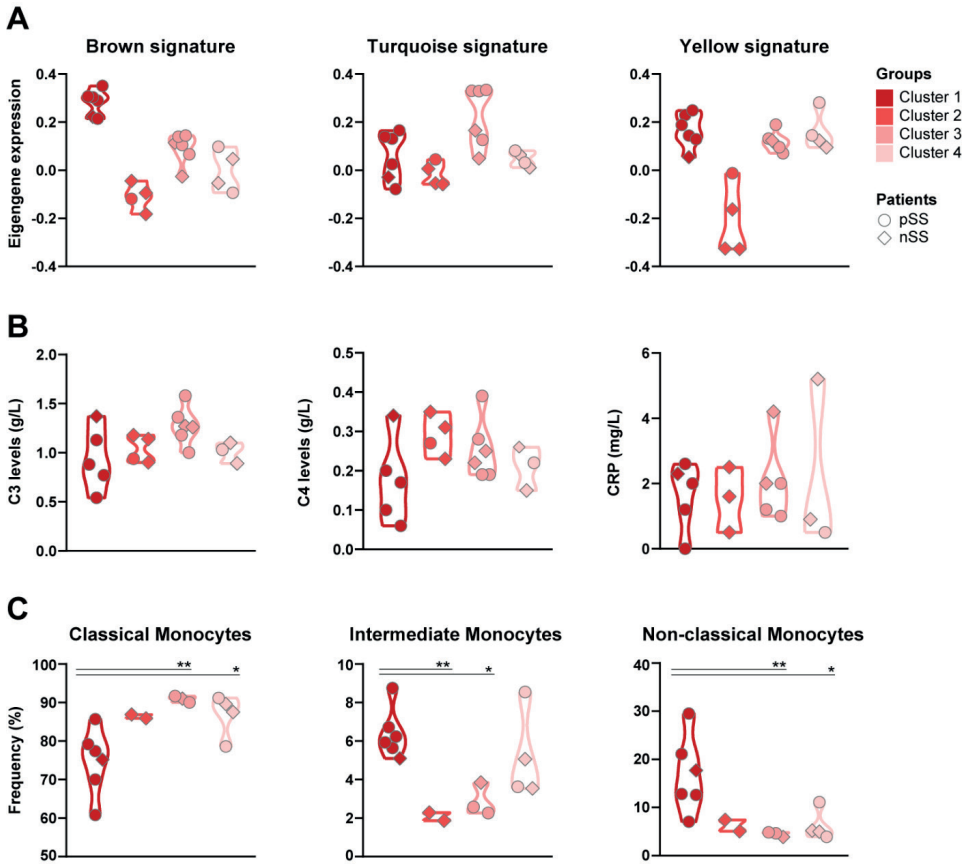 A
Brown signature
Turquoise signature
Yellow signature
Eigengene expression
0.4
0.2
0.0
-0.2
-0.4
0.4
0.2
0.0
-0.2
-0.4
0.4
0.2
0.0
-0.2
-0.4
Groups
Cluster 1
Cluster 2
Cluster 3
Cluster 4
Patients
pSS
nSS
B
C3 levels (g/L)
2.0
1.5
1.0
0.5
0.0
C4 levels (g/L)
0.5
0.4
0.3
0.2
0.1
0.0
CRP (mg/L)
6
4
2
0
C
Classical Monocytes
Intermediate Monocytes
Non-classical Monocytes
Frequency (%)
100
90
80
70
60
50
**
*
10
8
6
4
2
0
**
*
40
30
20
10
0
**
*